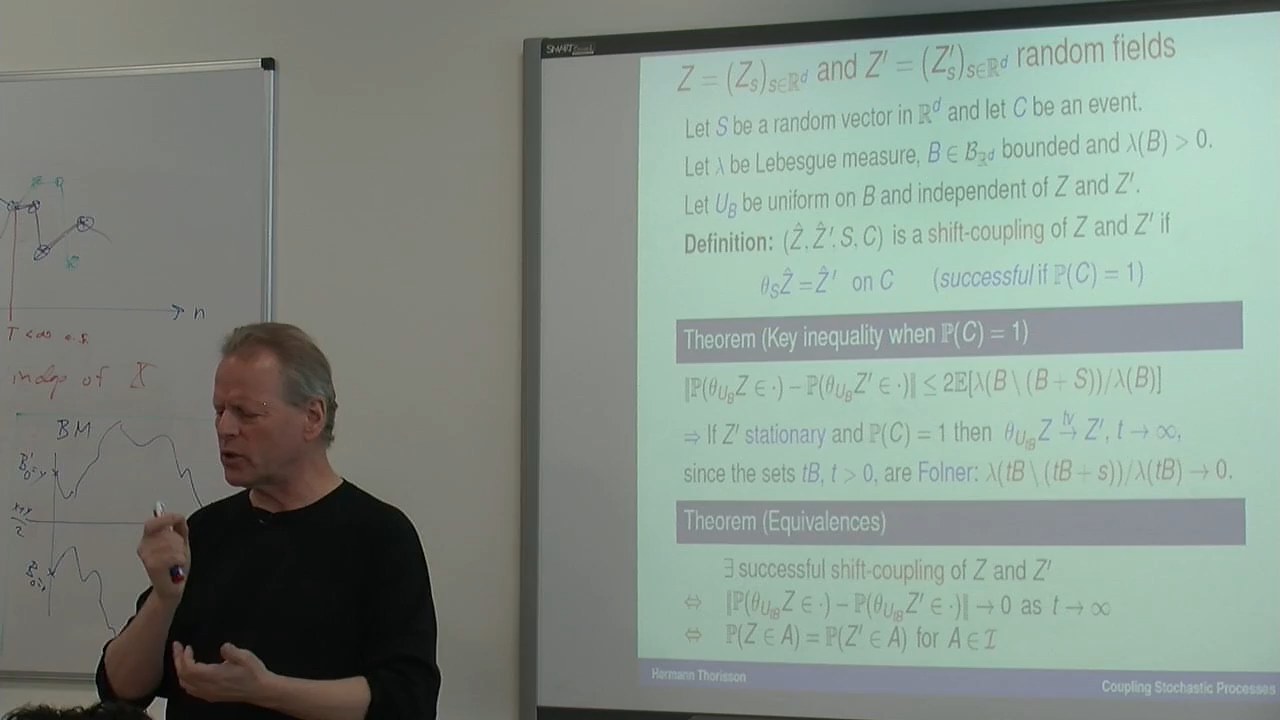 SMART Board
Z = (Z_s)_{s∈ℝ^d} and Z′ = (Z′_s)_{s∈ℝ^d} random fields
Let S be a random vector in ℝ^d and let C be an event.
Let λ be Lebesgue measure, B ∈ ℬ_{ℝ^d} bounded and λ(B) > 0.
Let U_B be uniform on B and independent of Z and Z′.
Definition: (Ẑ, Ẑ′, S, C) is a shift-coupling of Z and Z′ if
θ_S Ẑ = Ẑ′ on C (successful if ℙ(C) = 1)
Theorem (Key inequality when ℙ(C) = 1)
‖ℙ(θ_{U_B} Z ∈ ·) − ℙ(θ_{U_B} Z′ ∈ ·)‖ ≤ 2𝔼[λ(B \ (B + S))/λ(B)]
⇒ If Z′ stationary and ℙ(C) = 1 then θ_{U_{tB}} Z →^{tv} Z′, t → ∞,
since the sets tB, t > 0, are Folner: λ(tB \ (tB + s))/λ(tB) → 0.
Theorem (Equivalences)
∃ successful shift-coupling of Z and Z′
⇔ ‖ℙ(θ_{U_{tB}} Z ∈ ·) − ℙ(θ_{U_{tB}} Z′ ∈ ·)‖ → 0 as t → ∞
⇔ ℙ(Z ∈ A) = ℙ(Z′ ∈ A) for A ∈ ℐ
Hermann Thorisson
Coupling Stochastic Processes
n
T < ∞ a.s.
indep of X
BM
x+y
2